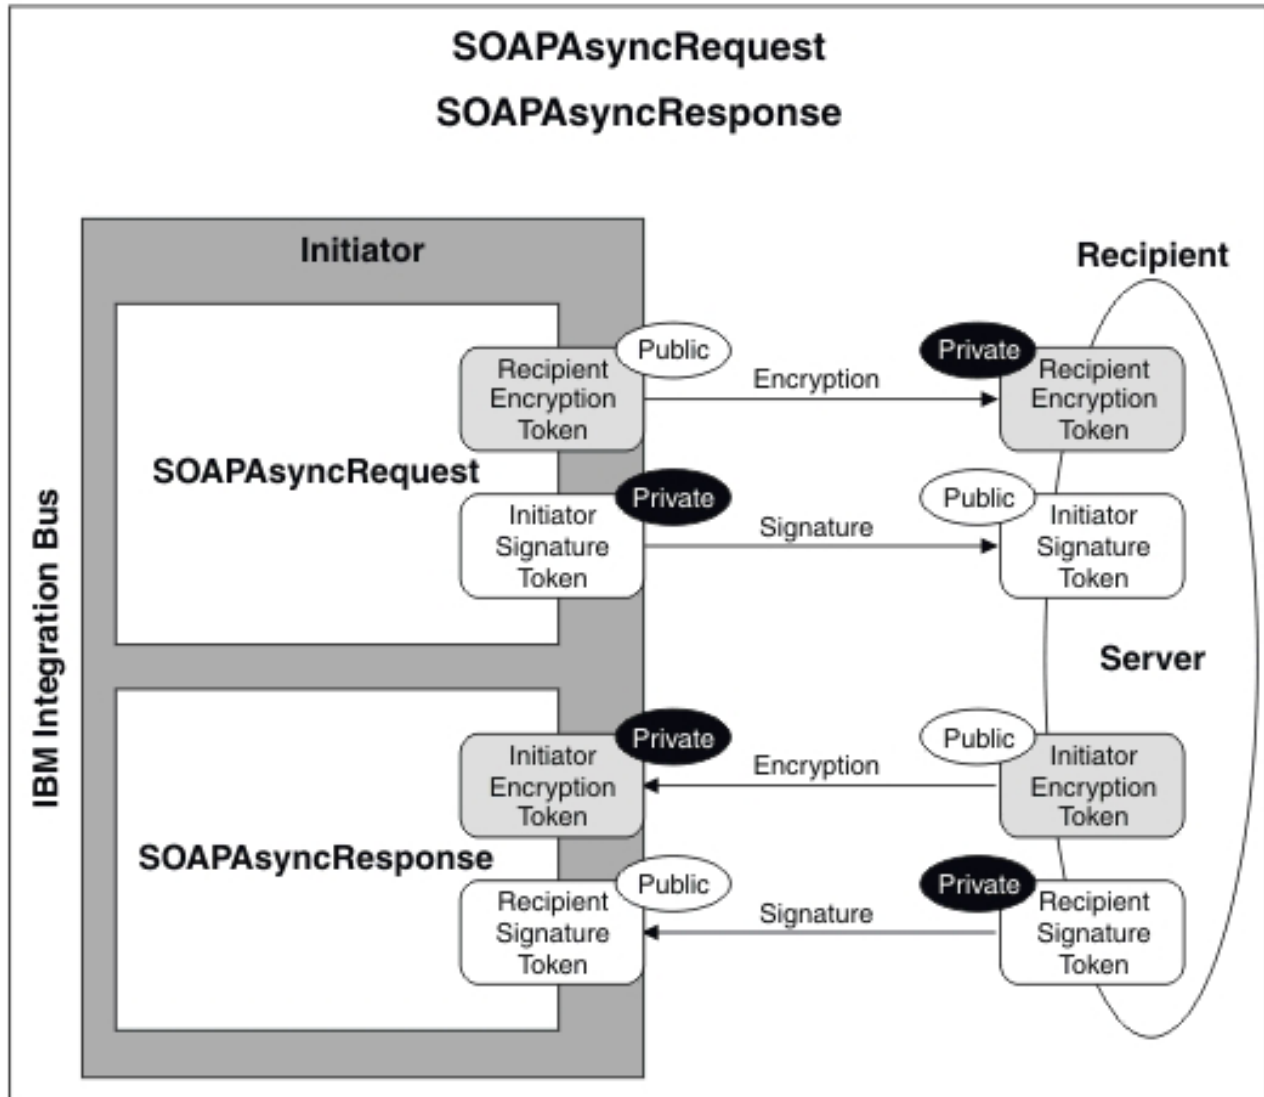 SOAPAsyncRequest
SOAPAsyncResponse
IBM Integration Bus
Initiator
SOAPAsyncRequest
Recipient
Encryption
Token
Public
Encryption
Private
Recipient
Encryption
Token
Initiator
Signature
Token
Private
Signature
Public
Initiator
Signature
Token
SOAPAsyncResponse
Initiator
Encryption
Token
Private
Encryption
Public
Initiator
Encryption
Token
Recipient
Signature
Token
Public
Signature
Private
Recipient
Signature
Token
Recipient
Server